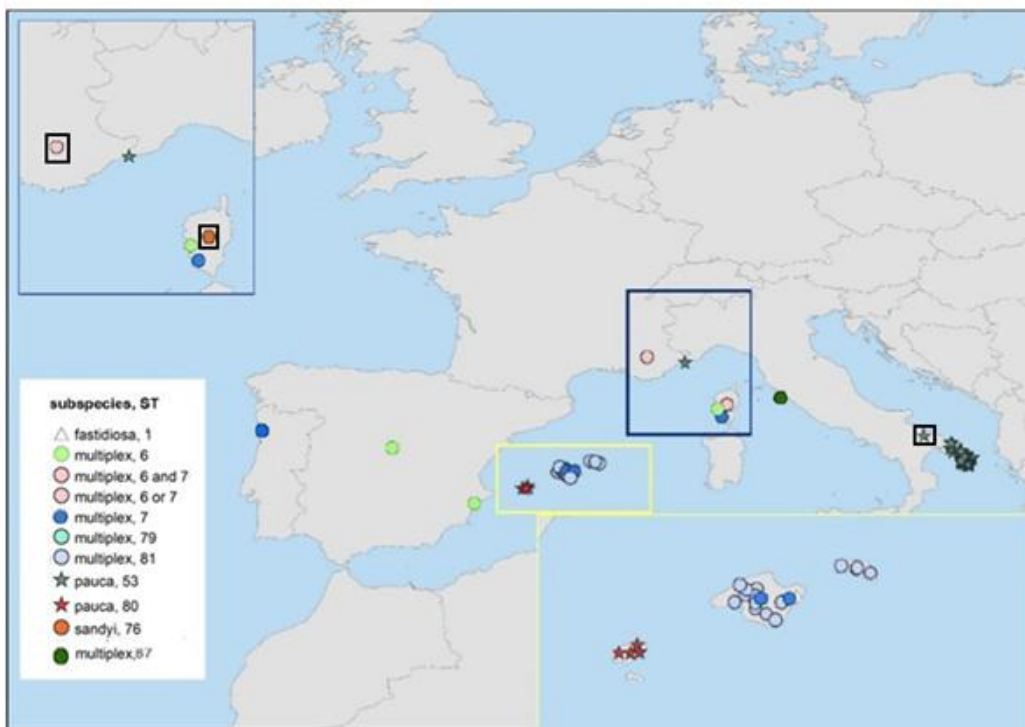 subspecies, ST
fastidiosa, 1
multiplex, 6
multiplex, 6 and 7
multiplex, 6 or 7
multiplex, 7
multiplex, 79
multiplex, 81
pauca, 53
pauca, 80
sandyi, 76
multiplex,87